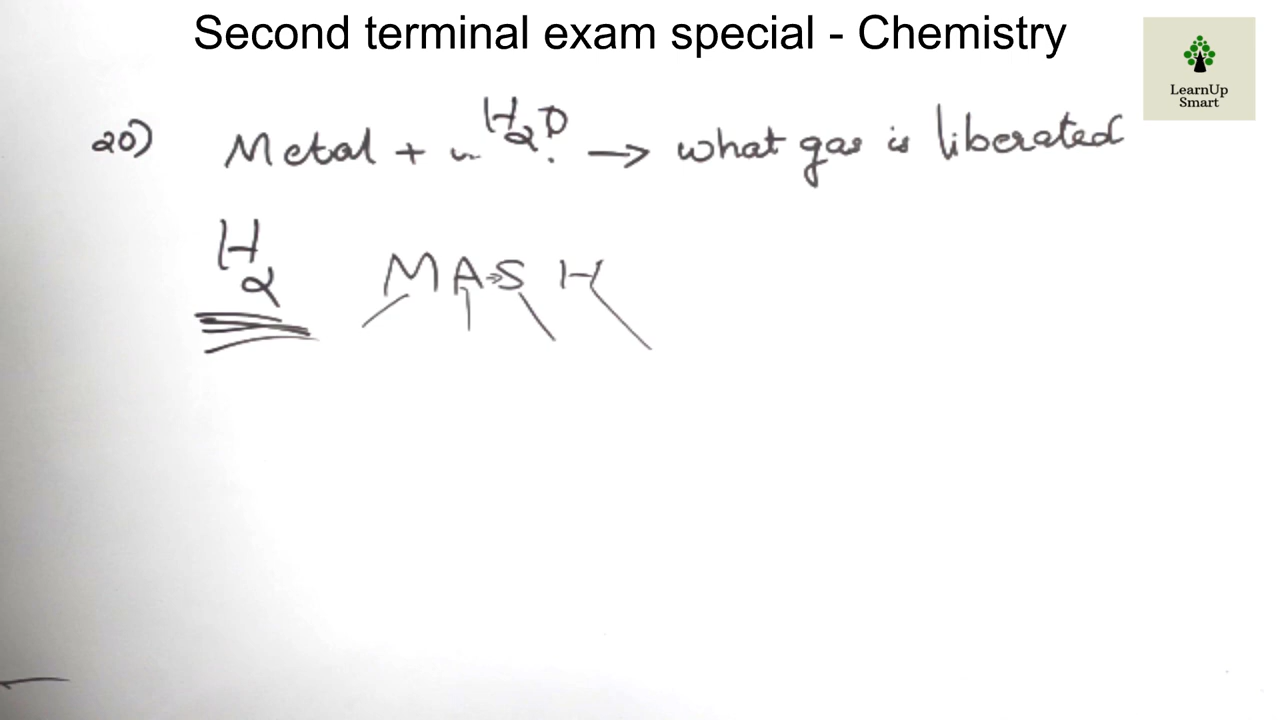 Second terminal exam special - Chemistry
LearnUp
Smart
20) Metal + H2O → what gas is liberated
H2 MASH